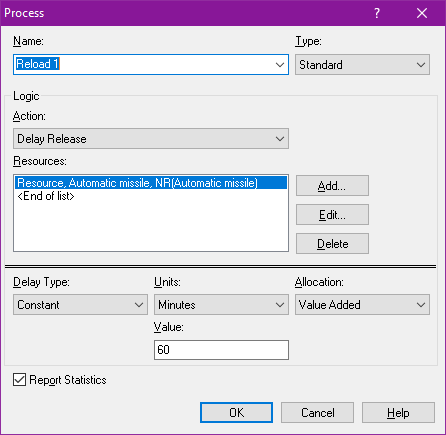 Process
?
Name:
Type:
Reload 1
Standard
Logic
Action:
Delay Release
Resources:
Resource, Automatic missile, NR(Automatic missile)
<End of list>
Add...
Edit...
Delete
Delay Type:
Units:
Allocation:
Constant
Minutes
Value Added
Value:
60
Report Statistics
OK
Cancel
Help